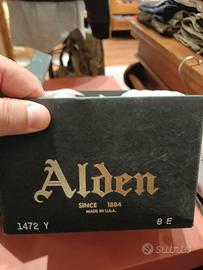 Alden
SINCE 1884
MADE IN U.S.A.
1472 Y 8 E
subito